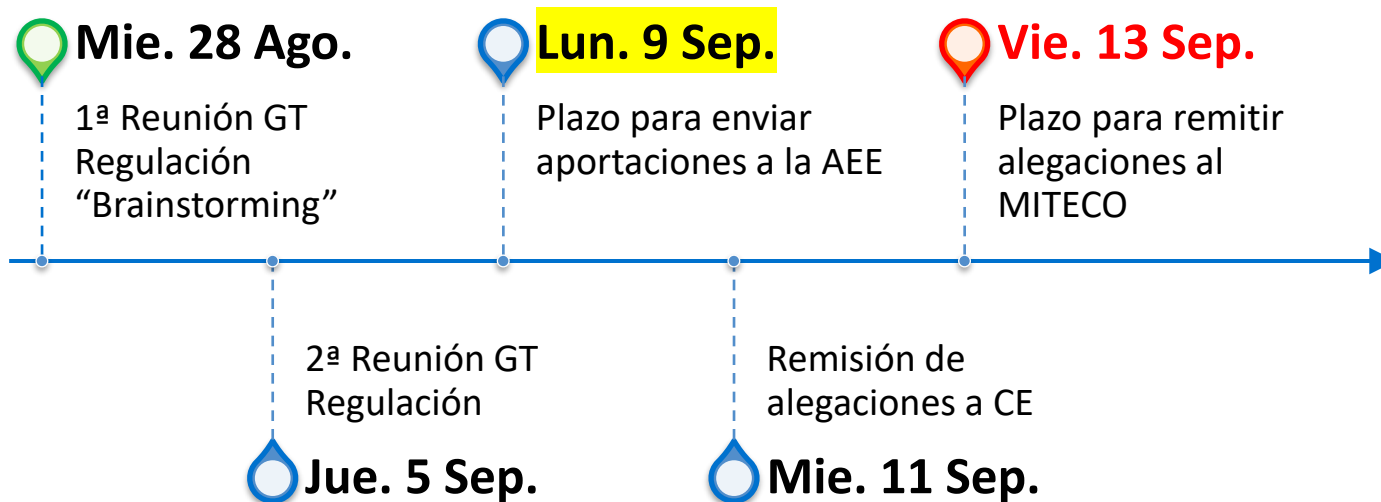 Mie. 28 Ago.
1ª Reunión GT
Regulación
“Brainstorming”
Lun. 9 Sep.
Plazo para enviar
aportaciones a la AEE
Vie. 13 Sep.
Plazo para remitir
alegaciones al
MITECO
2ª Reunión GT
Regulación
Jue. 5 Sep.
Remisión de
alegaciones a CE
Mie. 11 Sep.